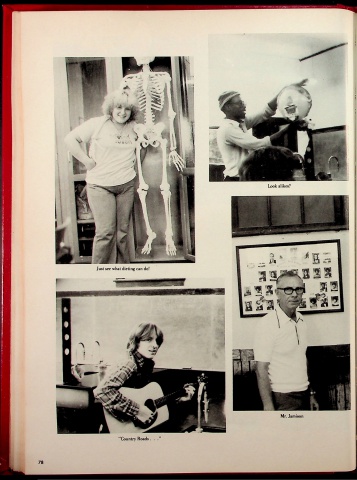 Look alikes?
Just see what dieting can do?
Mr. Jamison
"Country Roads . . . ."
78